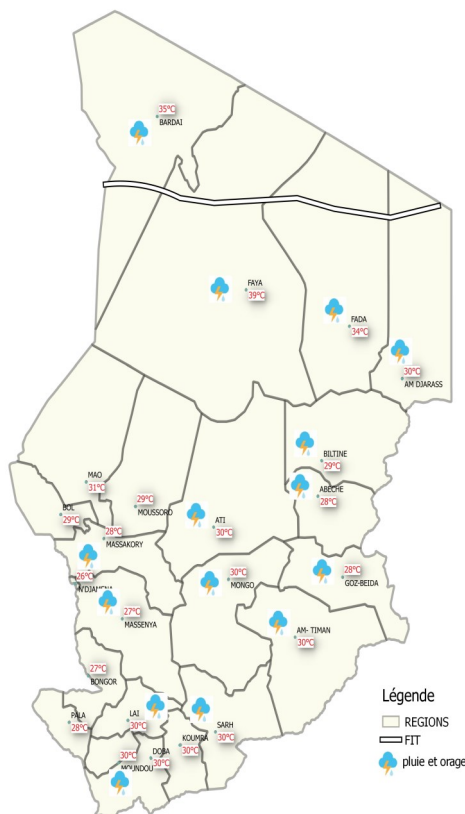 35°C
BARDAI
FAYA
39°C
FADA
34°C
30°C
AM DJARASS
BILTINE
29°C
MAO
31°C
ABÉCHE
28°C
29°C
MOUSSORO
BOL
29°C
ATI
30°C
28°C
MASSAKORY
28°C
GOZ-BEIDA
30°C
MONGO
26°C
N'DJAMENA
27°C
MASSENYA
AM- TIMAN
30°C
27°C
BONGOR
Légende
REGIONS
PALA
28°C
LAI
30°C
SARH
30°C
KOUMRA
30°C
FIT
DOBA
30°C
30°C
MOUNDOU
pluie et orage